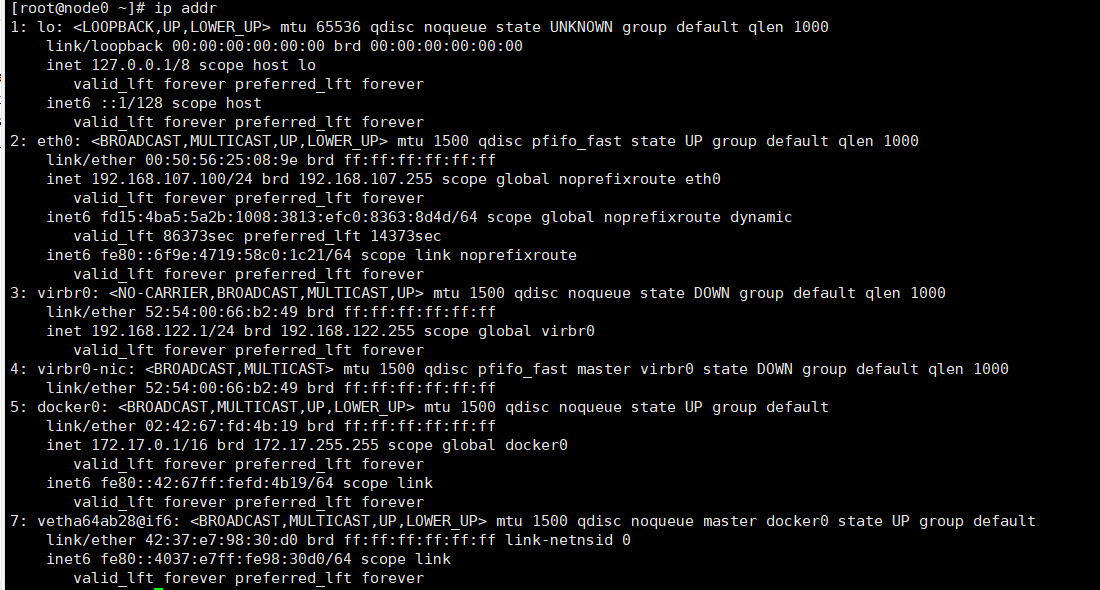 [root@node0 ~]# ip addr
1: lo: <LOOPBACK,UP,LOWER_UP> mtu 65536 qdisc noqueue state UNKNOWN group default qlen 1000
    link/loopback 00:00:00:00:00:00 brd 00:00:00:00:00:00
    inet 127.0.0.1/8 scope host lo
       valid_lft forever preferred_lft forever
    inet6 ::1/128 scope host
       valid_lft forever preferred_lft forever
2: eth0: <BROADCAST,MULTICAST,UP,LOWER_UP> mtu 1500 qdisc pfifo_fast state UP group default qlen 1000
    link/ether 00:50:56:25:08:9e brd ff:ff:ff:ff:ff:ff
    inet 192.168.107.100/24 brd 192.168.107.255 scope global noprefixroute eth0
       valid_lft forever preferred_lft forever
    inet6 fd15:4ba5:5a2b:1008:3813:efc0:8363:8d4d/64 scope global noprefixroute dynamic
       valid_lft 86373sec preferred_lft 14373sec
    inet6 fe80::6f9e:4719:58c0:1c21/64 scope link noprefixroute
       valid_lft forever preferred_lft forever
3: virbr0: <NO-CARRIER,BROADCAST,MULTICAST,UP> mtu 1500 qdisc noqueue state DOWN group default qlen 1000
    link/ether 52:54:00:66:b2:49 brd ff:ff:ff:ff:ff:ff
    inet 192.168.122.1/24 brd 192.168.122.255 scope global virbr0
       valid_lft forever preferred_lft forever
4: virbr0-nic: <BROADCAST,MULTICAST> mtu 1500 qdisc pfifo_fast master virbr0 state DOWN group default qlen 1000
    link/ether 52:54:00:66:b2:49 brd ff:ff:ff:ff:ff:ff
5: docker0: <BROADCAST,MULTICAST,UP,LOWER_UP> mtu 1500 qdisc noqueue state UP group default
    link/ether 02:42:67:fd:4b:19 brd ff:ff:ff:ff:ff:ff
    inet 172.17.0.1/16 brd 172.17.255.255 scope global docker0
       valid_lft forever preferred_lft forever
    inet6 fe80::42:67ff:fefd:4b19/64 scope link
       valid_lft forever preferred_lft forever
7: vetha64ab28@if6: <BROADCAST,MULTICAST,UP,LOWER_UP> mtu 1500 qdisc noqueue master docker0 state UP group default
    link/ether 42:37:e7:98:30:d0 brd ff:ff:ff:ff:ff:ff link-netnsid 0
    inet6 fe80::4037:e7ff:fe98:30d0/64 scope link
       valid_lft forever preferred_lft forever